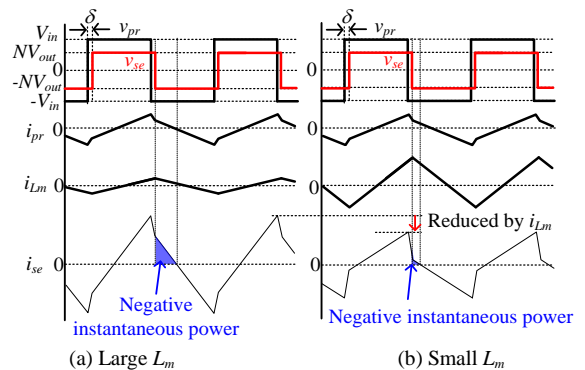 δ
v_pr
V_in
NV_out
0
-NV_out
-V_in
v_se
i_pr 0
i_Lm 0
i_se 0
Negative
instantaneous power
(a) Large L_m
δ
v_pr
v_se
0
0
Reduced by i_Lm
0
Negative instantaneous power
(b) Small L_m